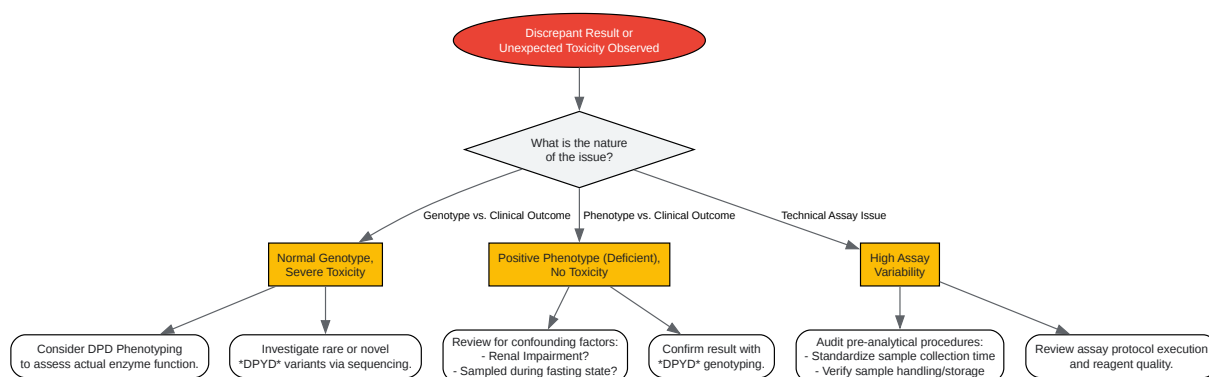 Discrepant Result or
Unexpected Toxicity Observed
What is the nature
of the issue?
Genotype vs. Clinical Outcome
Phenotype vs. Clinical Outcome
Technical Assay Issue
Normal Genotype,
Severe Toxicity
Positive Phenotype (Deficient),
No Toxicity
High Assay
Variability
Consider DPD Phenotyping
to assess actual enzyme function.
Investigate rare or novel
*DPYD* variants via sequencing.
Review for confounding factors:
- Renal Impairment?
- Sampled during fasting state?
Confirm result with
*DPYD* genotyping.
Audit pre-analytical procedures:
- Standardize sample collection time
- Verify sample handling/storage
Review assay protocol execution
and reagent quality.